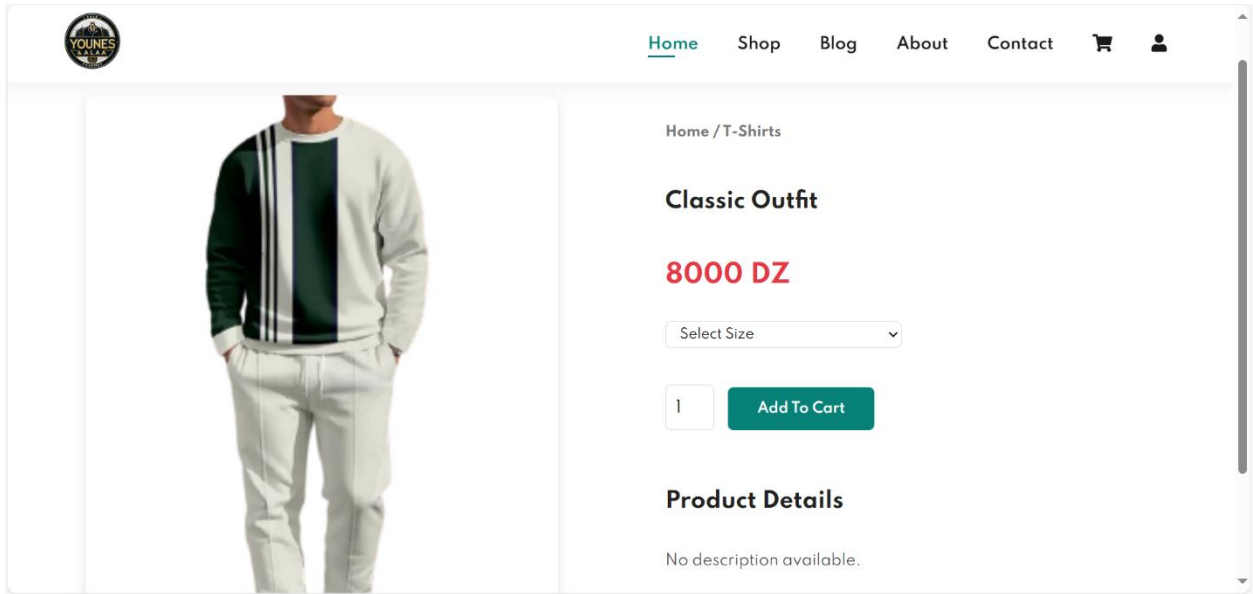 YOUNES
& ALAA
Home Shop Blog About Contact
Home / T-Shirts
Classic Outfit
8000 DZ
Select Size
1 Add To Cart
Product Details
No description available.